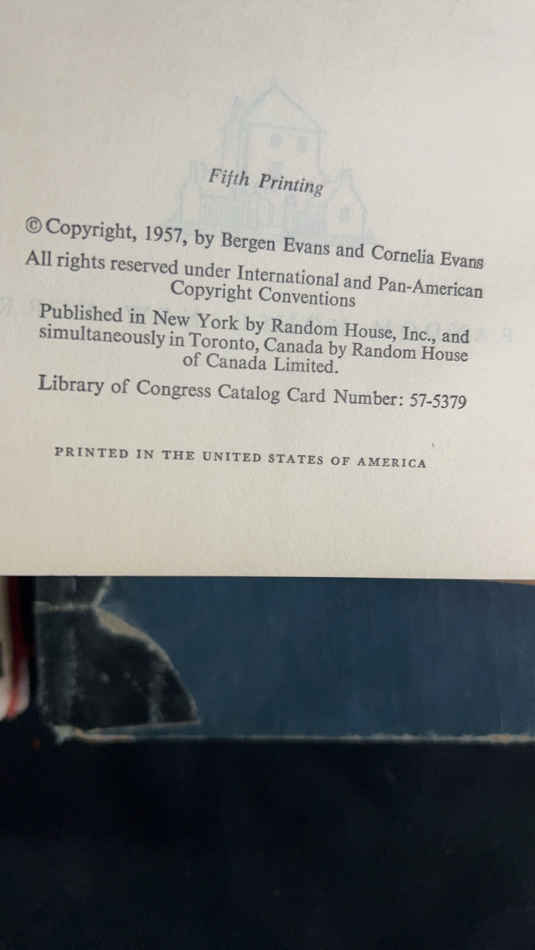 Fifth Printing
© Copyright, 1957, by Bergen Evans and Cornelia Evans
All rights reserved under International and Pan-American
Copyright Conventions
Published in New York by Random House, Inc., and
simultaneously in Toronto, Canada by Random House
of Canada Limited.
Library of Congress Catalog Card Number: 57-5379
PRINTED IN THE UNITED STATES OF AMERICA